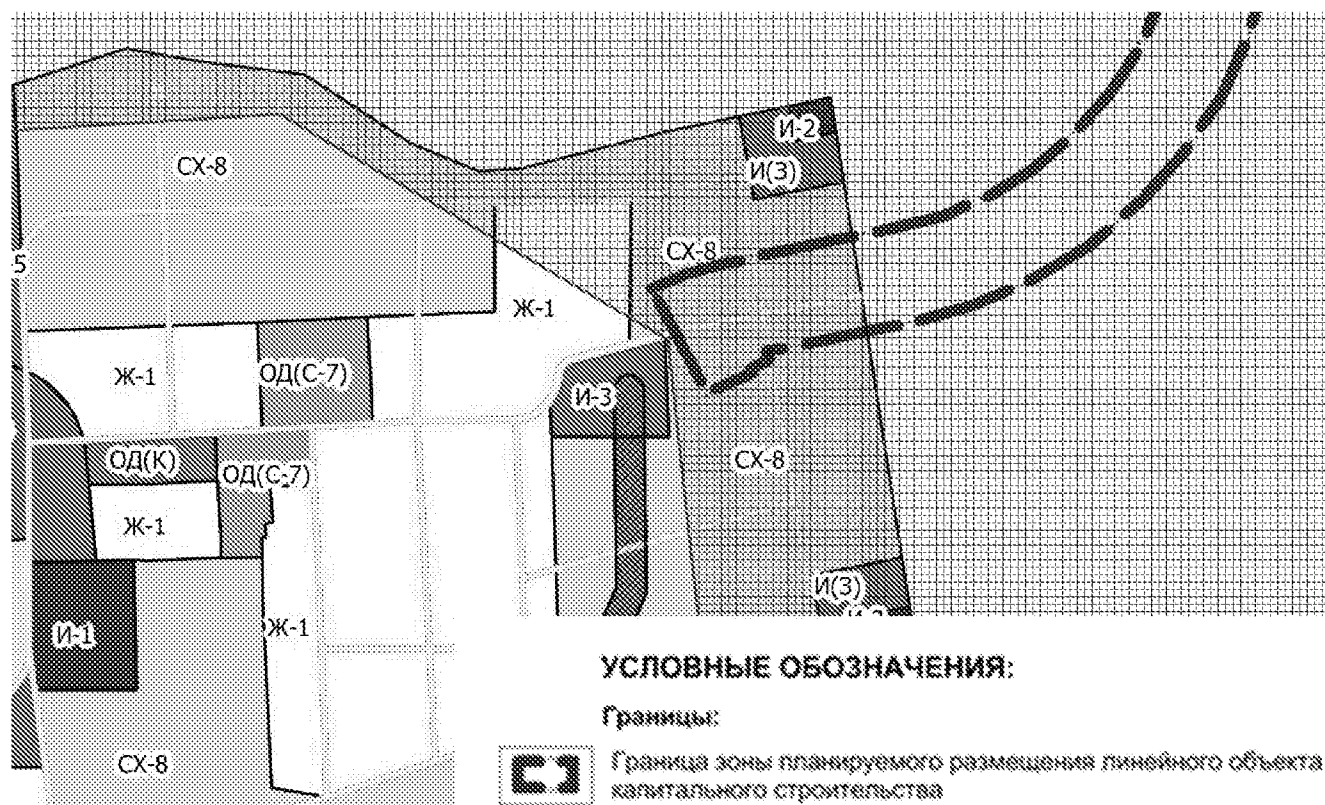 И-2
СХ-8
И(3)
СХ-8
5
Ж-1
Ж-1
ОД(С-7)
И-3
ОД(К)
СХ-8
ОД(С-7)
Ж-1
И(3)
Ж-1
И-1
УСЛОВНЫЕ ОБОЗНАЧЕНИЯ:
Границы:
СХ-8
Граница зоны планируемого размещения линейного объекта
капитального строительства